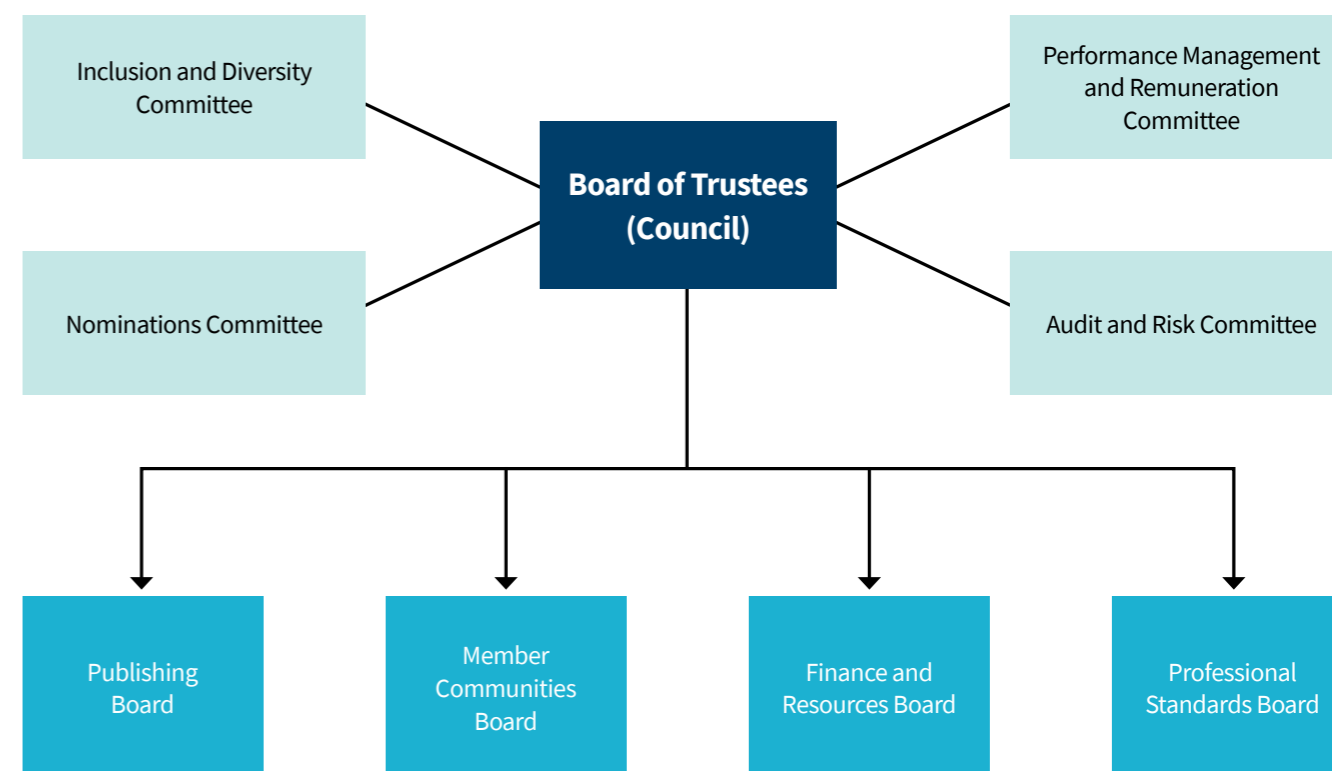 Inclusion and Diversity
Committee
Performance Management
and Remuneration
Committee
Board of Trustees
(Council)
Nominations Committee
Audit and Risk Committee
Publishing
Board
Member
Communities
Board
Finance and
Resources Board
Professional
Standards Board